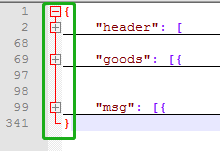 1 {
2 "header": [
68
69 "goods": [{
98
99 "msg": [{
341 }